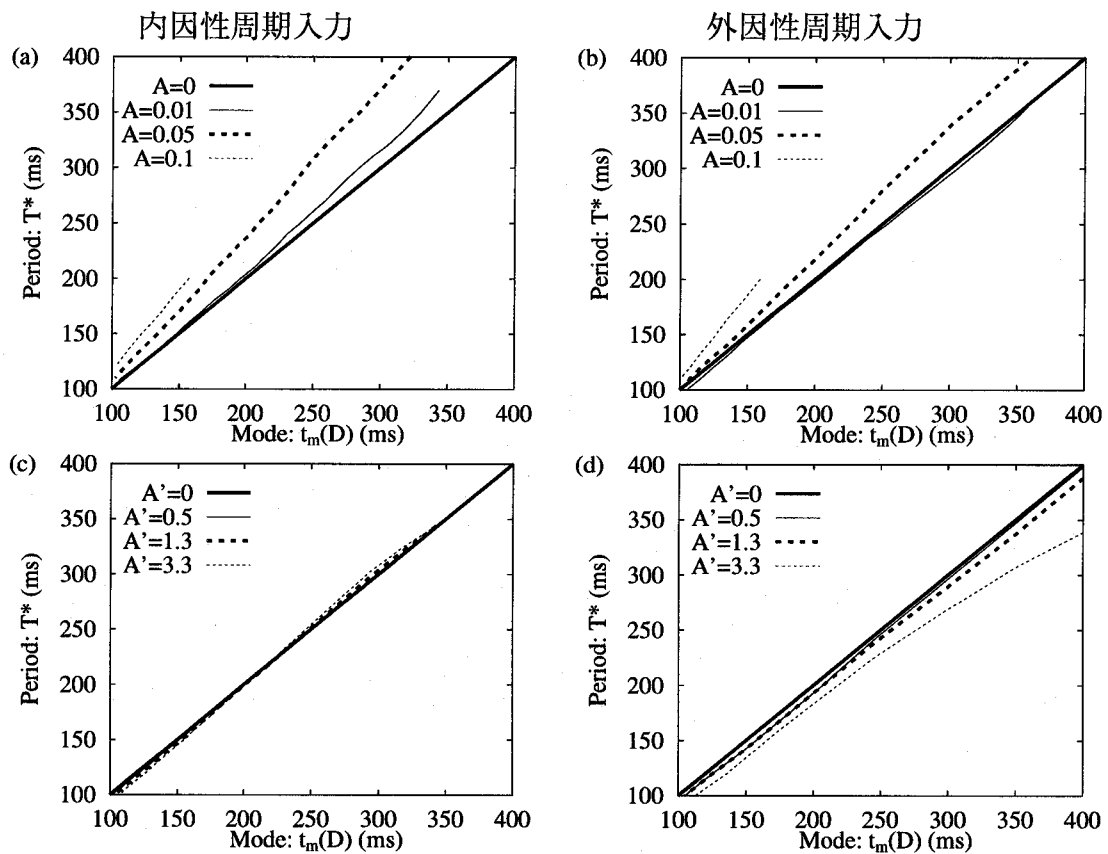 内因性周期入力
外因性周期入力
(a)
400
350
300
250
200
150
100
Period: T* (ms)
A=0
A=0.01
A=0.05
A=0.1
100 150 200 250 300 350 400
Mode: tm(D) (ms)
(b)
400
350
300
250
200
150
100
Period: T* (ms)
A=0
A=0.01
A=0.05
A=0.1
100 150 200 250 300 350 400
Mode: tm(D) (ms)
(c)
400
350
300
250
200
150
100
Period: T* (ms)
A'=0
A'=0.5
A'=1.3
A'=3.3
100 150 200 250 300 350 400
Mode: tm(D) (ms)
(d)
400
350
300
250
200
150
100
Period: T* (ms)
A'=0
A'=0.5
A'=1.3
A'=3.3
100 150 200 250 300 350 400
Mode: tm(D) (ms)